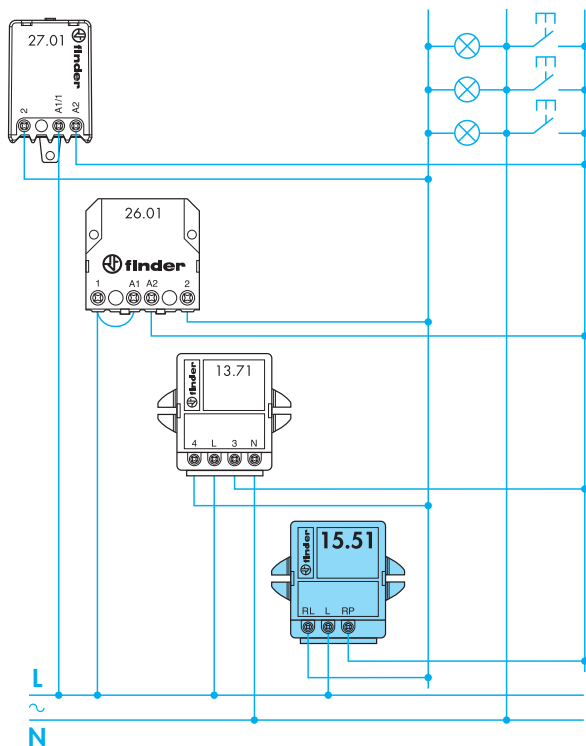 27.01
finder
2 A1/1 A2
26.01
finder
1 A1 A2 2
13.71
finder
4 L 3 N
15.51
finder
RL L RP
L
~
N